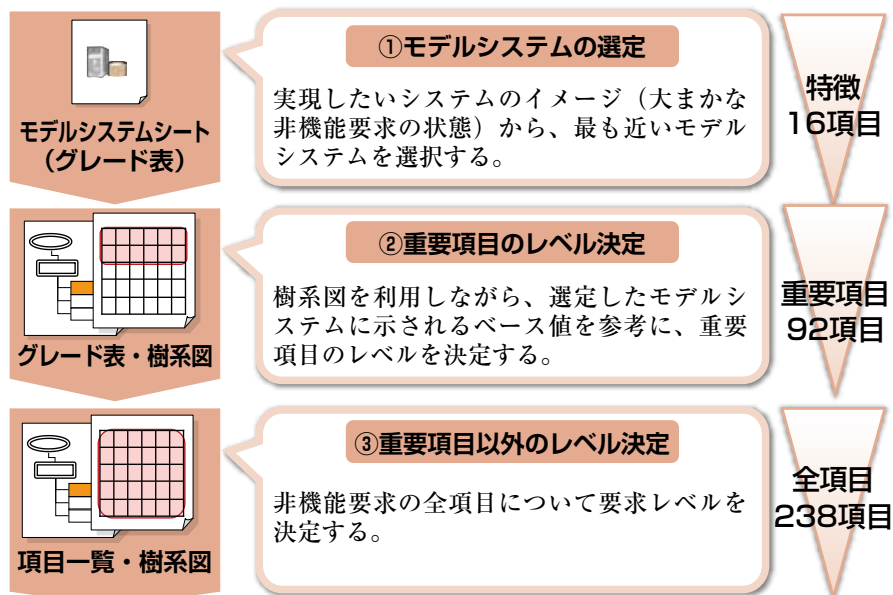 モデルシステムシート
（グレード表）
①モデルシステムの選定
実現したいシステムのイメージ（大まかな
非機能要求の状態）から、最も近いモデル
システムを選択する。
特徴
16項目
グレード表・樹系図
②重要項目のレベル決定
樹系図を利用しながら、選定したモデルシ
ステムに示されるベース値を参考に、重要
項目のレベルを決定する。
重要項目
92項目
項目一覧・樹系図
③重要項目以外のレベル決定
非機能要求の全項目について要求レベルを
決定する。
全項目
238項目